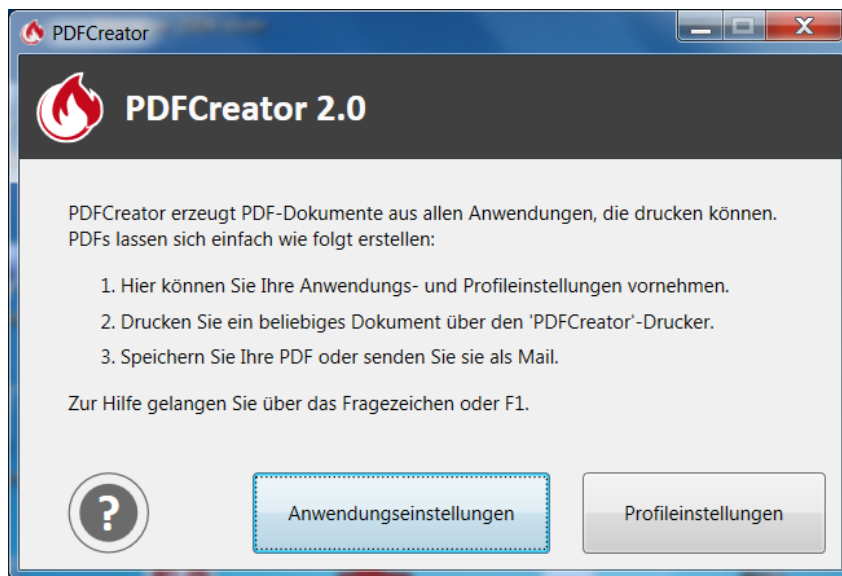 PDFCreator
PDFCreator 2.0
PDFCreator erzeugt PDF-Dokumente aus allen Anwendungen, die drucken können.
PDFs lassen sich einfach wie folgt erstellen:
1. Hier können Sie Ihre Anwendungs- und Profileinstellungen vornehmen.
2. Drucken Sie ein beliebiges Dokument über den 'PDFCreator'-Drucker.
3. Speichern Sie Ihre PDF oder senden Sie sie als Mail.
Zur Hilfe gelangen Sie über das Fragezeichen oder F1.
?
Anwendungseinstellungen
Profileinstellungen